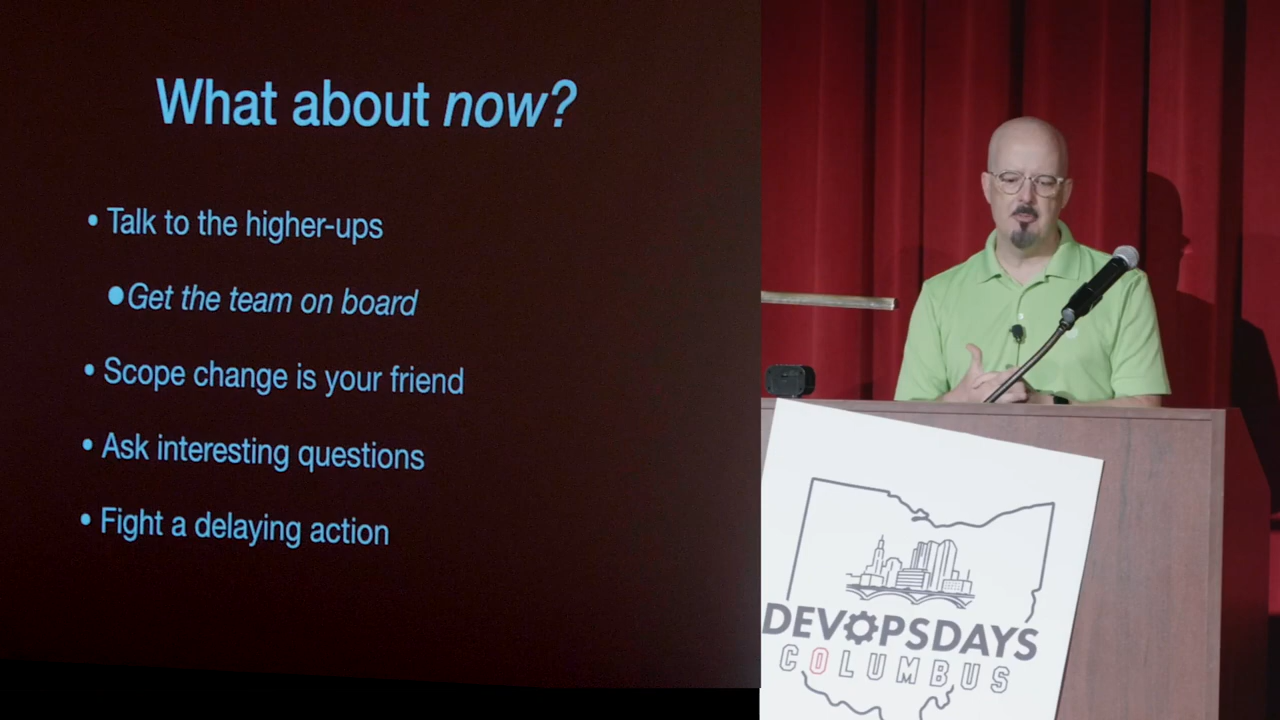 What about now?
• Talk to the higher-ups
• Get the team on board
• Scope change is your friend
• Ask interesting questions
• Fight a delaying action
DEVOPSDAYS
COLUMBUS